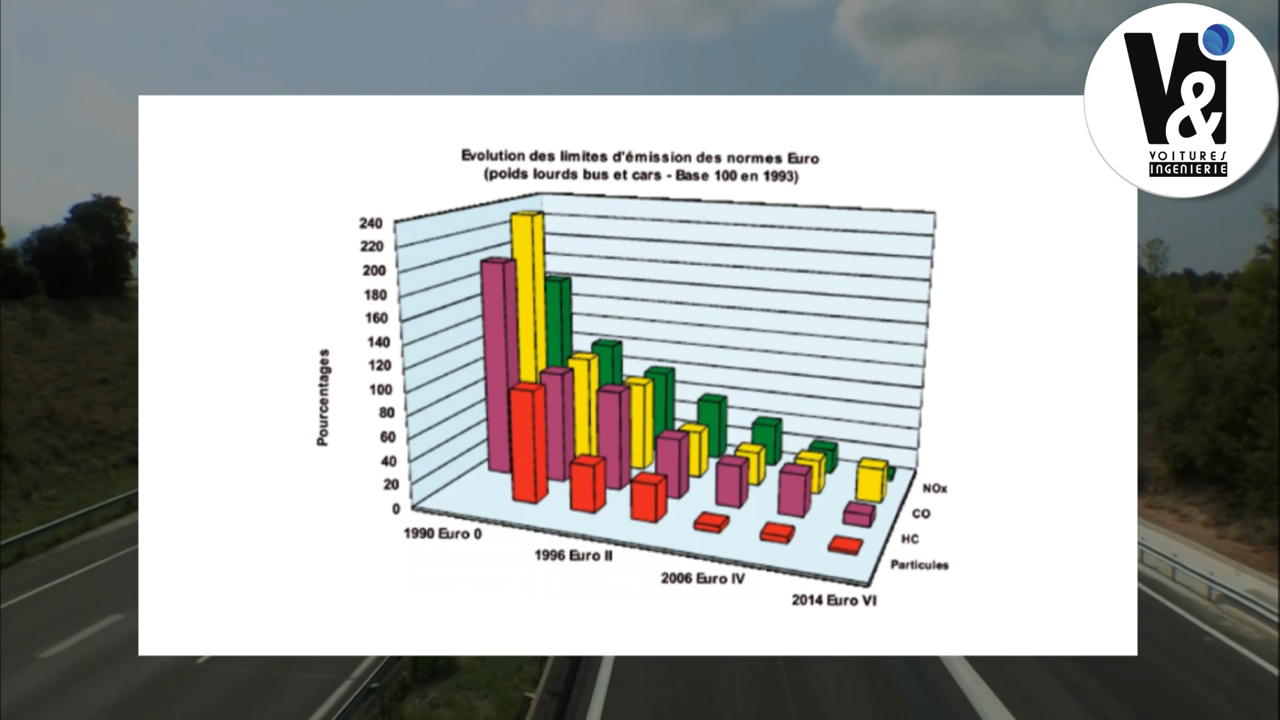 V&i
VOITURES
INGENIERIE
Evolution des limites d'émission des normes Euro
(poids lourds bus et cars - Base 100 en 1993)
Pourcentages
240
220
200
180
160
140
120
100
80
60
40
20
0
1990 Euro 0
1996 Euro II
2006 Euro IV
2014 Euro VI
NOx
CO
HC
Particules